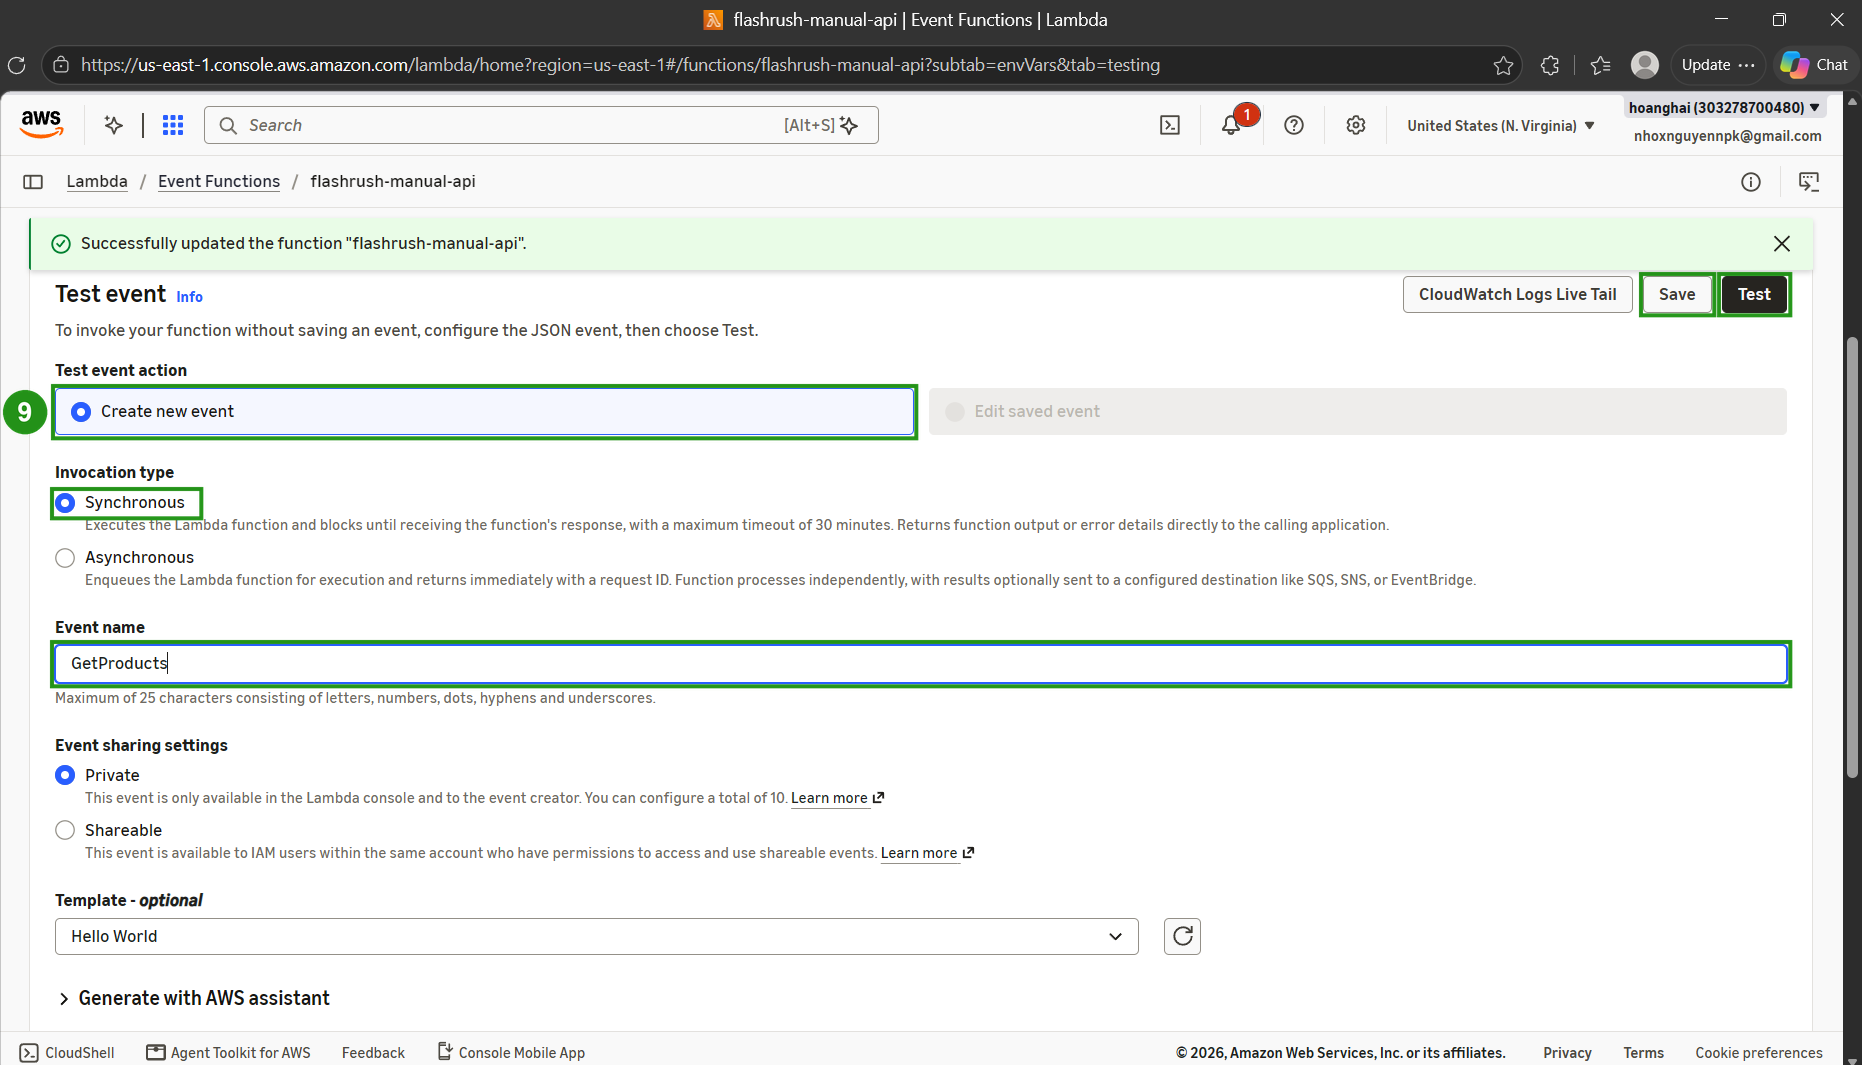 flashrush-manual-api | Event Functions | Lambda
https://us-east-1.console.aws.amazon.com/lambda/home?region=us-east-1#/functions/flashrush-manual-api?subtab=envVars&tab=testing
Update
Chat
aws
Search
[Alt+S]
1
United States (N. Virginia)
hoanghai (303278700480)
nhoxnguyennpk@gmail.com
Lambda / Event Functions / flashrush-manual-api
Successfully updated the function "flashrush-manual-api".
Test event Info
CloudWatch Logs Live Tail
Save
Test
To invoke your function without saving an event, configure the JSON event, then choose Test.
Test event action
9
Create new event
Edit saved event
Invocation type
Synchronous
Executes the Lambda function and blocks until receiving the function's response, with a maximum timeout of 30 minutes. Returns function output or error details directly to the calling application.
Asynchronous
Enqueues the Lambda function for execution and returns immediately with a request ID. Function processes independently, with results optionally sent to a configured destination like SQS, SNS, or EventBridge.
Event name
GetProducts
Maximum of 25 characters consisting of letters, numbers, dots, hyphens and underscores.
Event sharing settings
Private
This event is only available in the Lambda console and to the event creator. You can configure a total of 10. Learn more
Shareable
This event is available to IAM users within the same account who have permissions to access and use shareable events. Learn more
Template - optional
Hello World
Generate with AWS assistant
CloudShell
Agent Toolkit for AWS
Feedback
Console Mobile App
© 2026, Amazon Web Services, Inc. or its affiliates.
Privacy
Terms
Cookie preferences